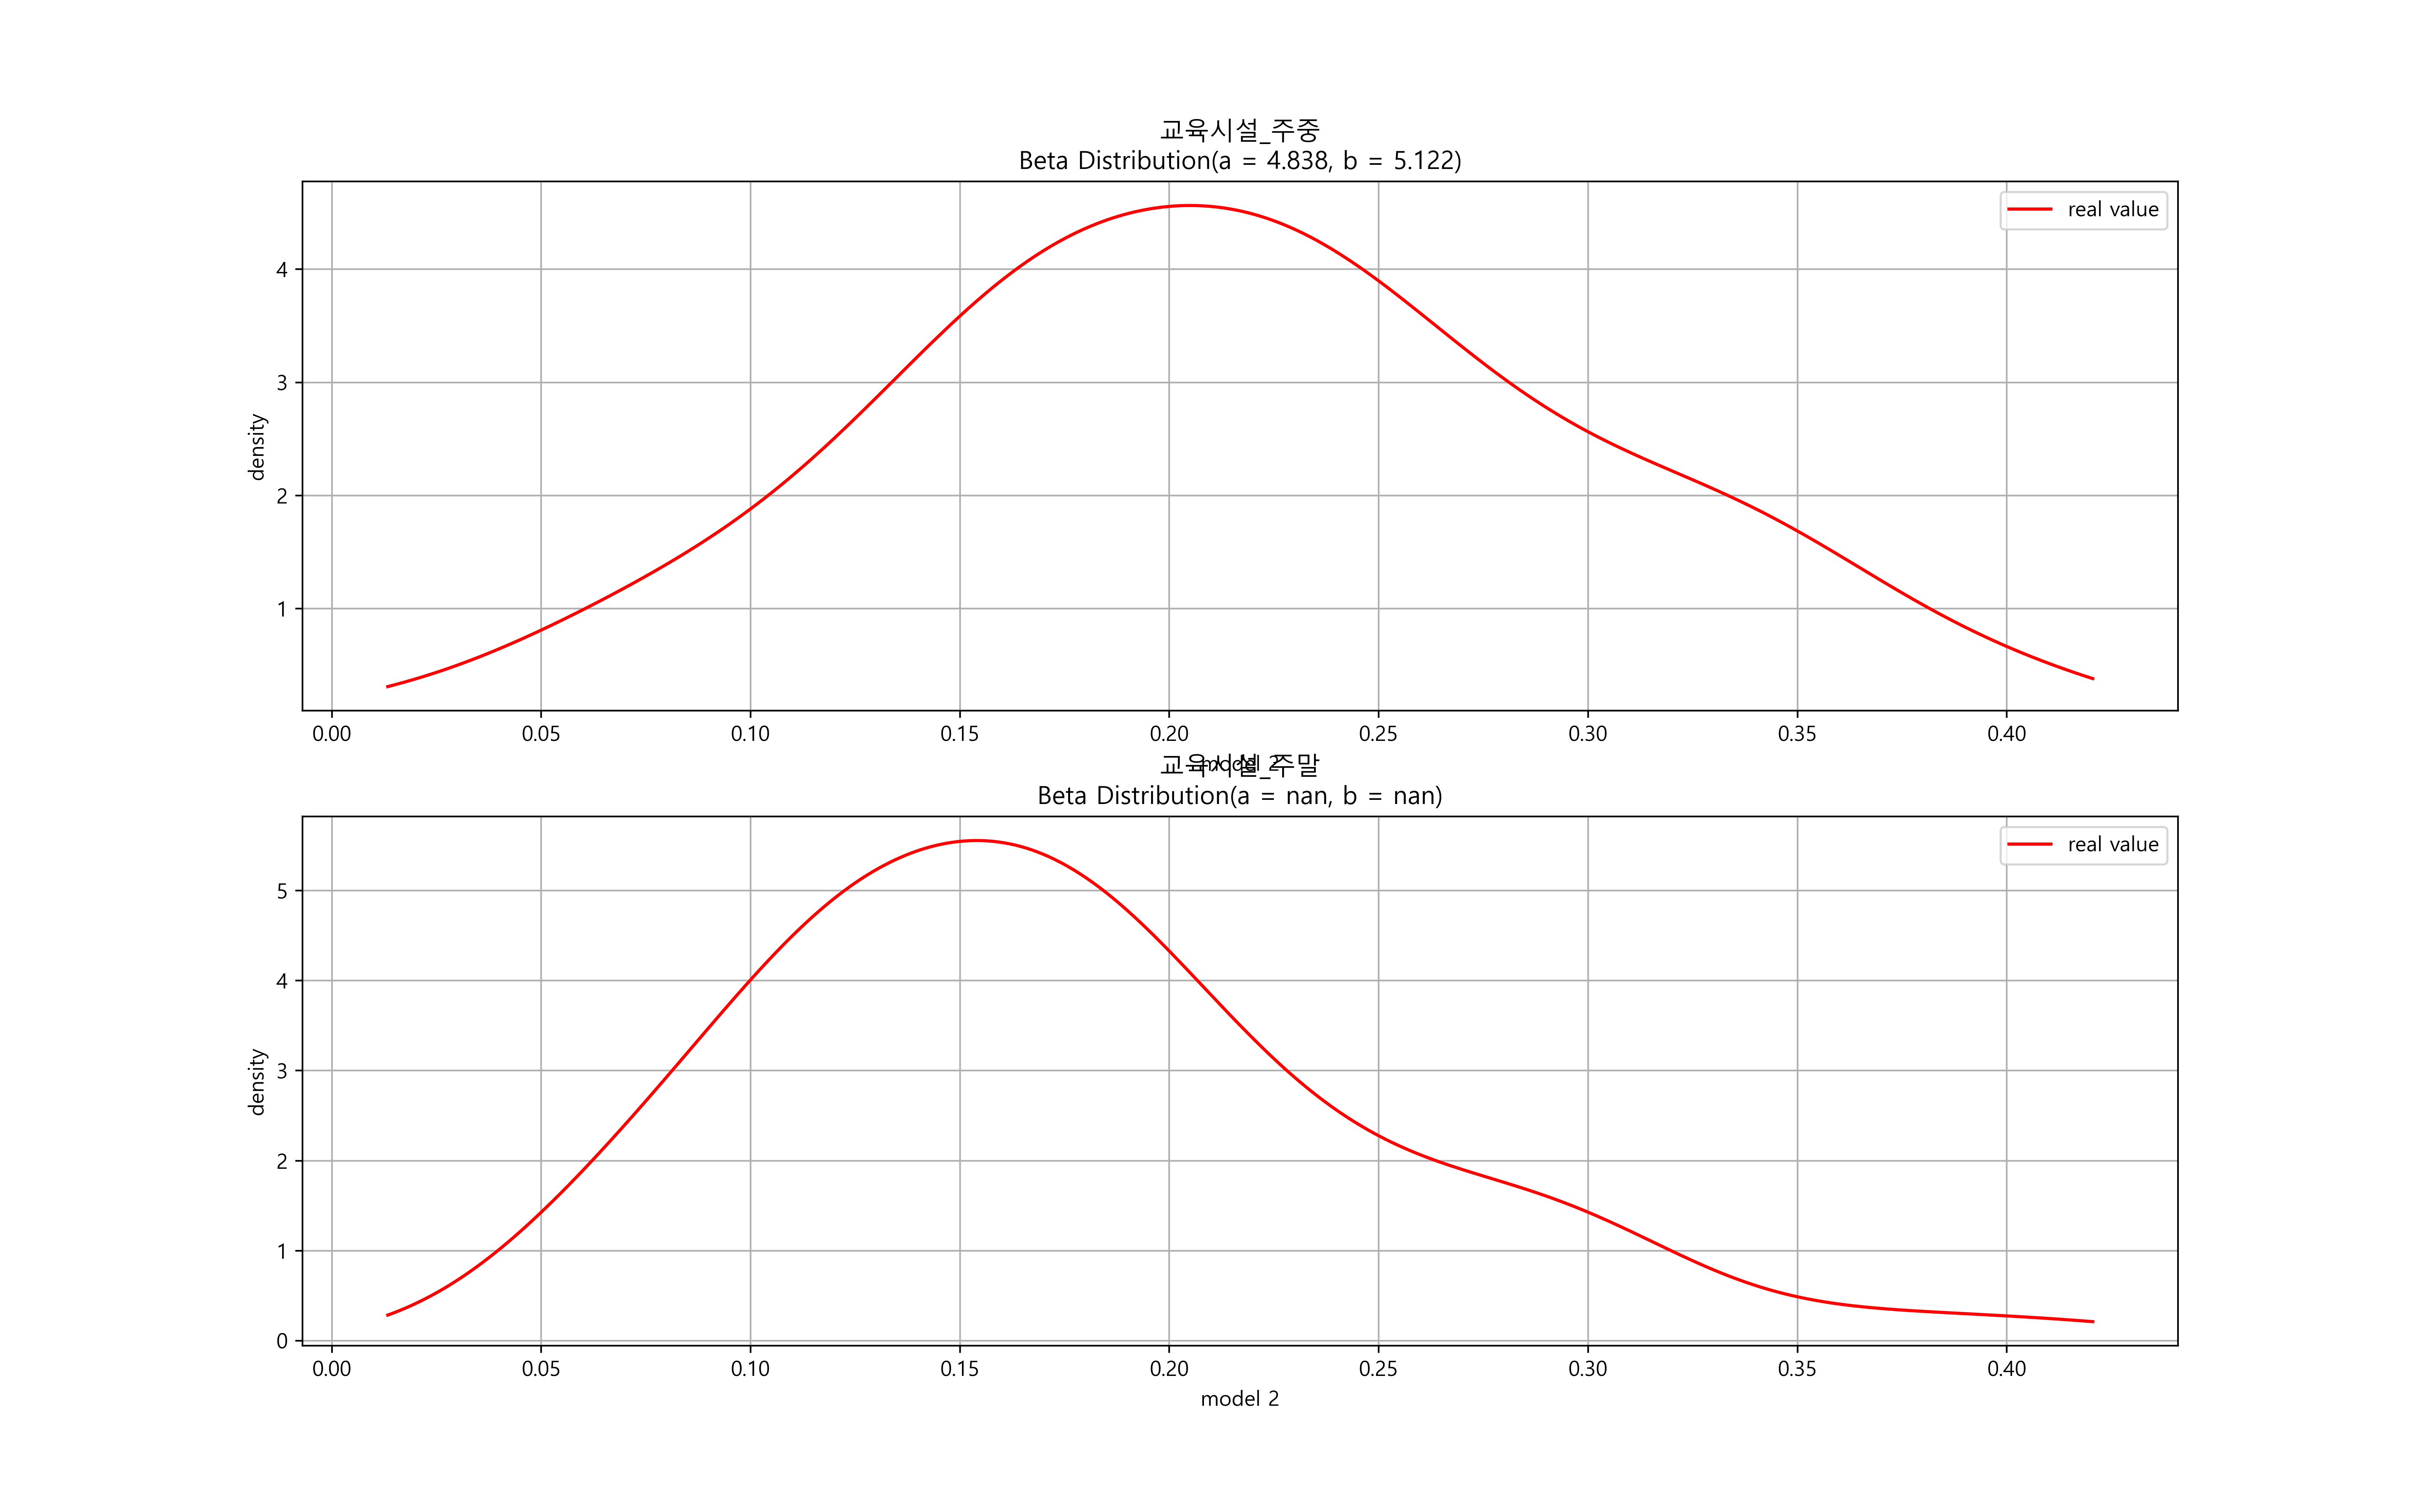 교육시설_주중
Beta Distribution(a = 4.838, b = 5.122)
real value
density
4
3
2
1
0.00 0.05 0.10 0.15 0.20 0.25 0.30 0.35 0.40
model 2
교육시설_주말
Beta Distribution(a = nan, b = nan)
real value
density
5
4
3
2
1
0
0.00 0.05 0.10 0.15 0.20 0.25 0.30 0.35 0.40
model 2